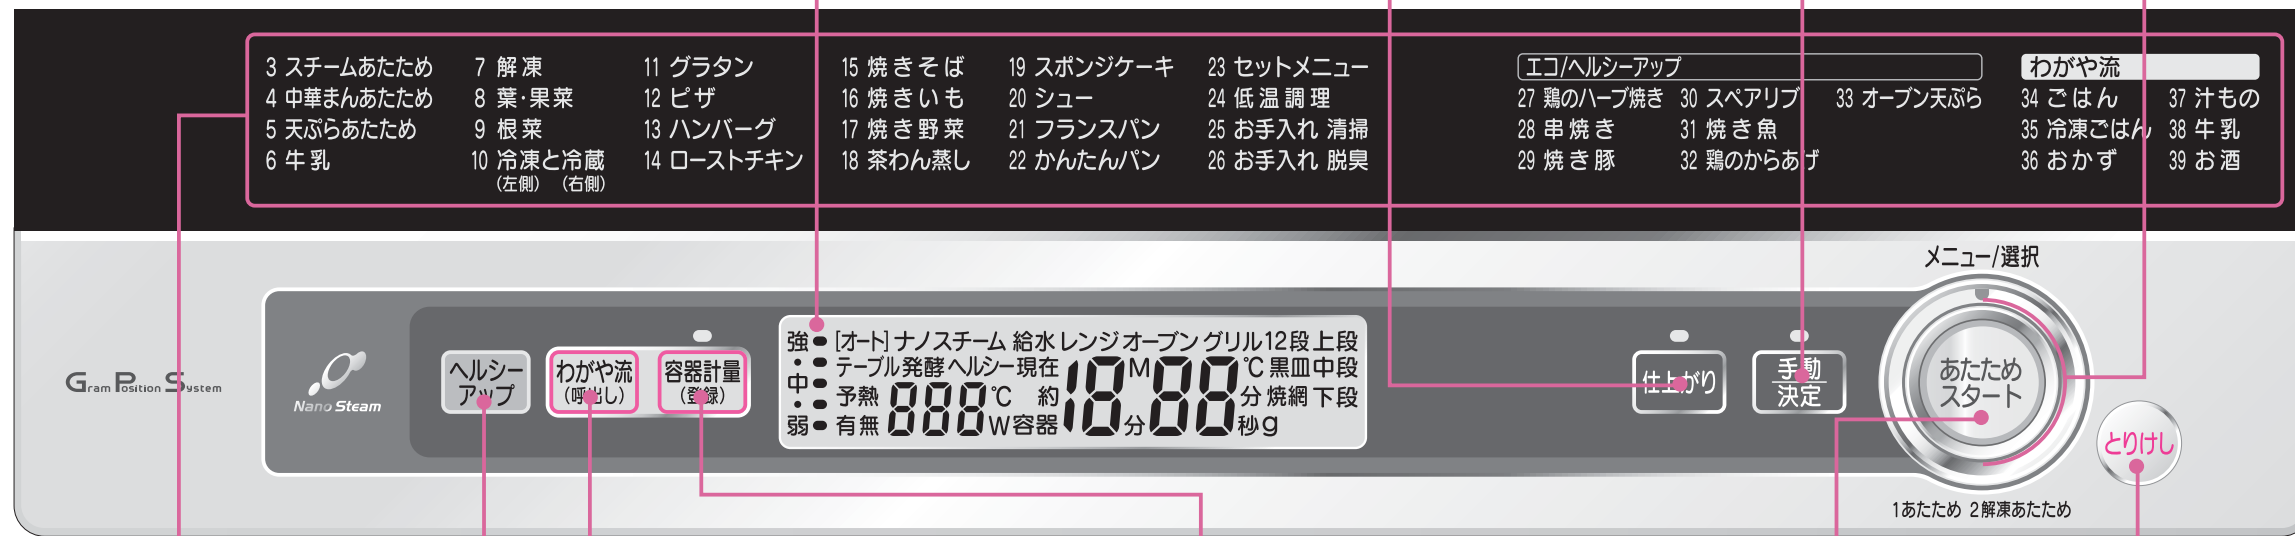 3 スチームあたため
4 中華まんあたため
5 天ぷらあたため
6 牛乳
7 解凍
8 葉・果菜
9 根菜
10 冷凍と冷蔵
(左側) (右側)
11 グラタン
12 ピザ
13 ハンバーグ
14 ローストチキン
15 焼きそば
16 焼きいも
17 焼き野菜
18 茶わん蒸し
19 スポンジケーキ
20 シュー
21 フランスパン
22 かんたんパン
23 セットメニュー
24 低温調理
25 お手入れ 清掃
26 お手入れ 脱臭
エコ/ヘルシーアップ
27 鶏のハーブ焼き
28 串焼き
29 焼き豚
30 スペアリブ
31 焼き魚
32 鶏のからあげ
33 オーブン天ぷら
わがや流
34 ごはん
35 冷凍ごはん
36 おかず
37 汁もの
38 牛乳
39 お酒
Gram Position System
Nano Steam
ヘルシー
アップ
わがや流
(呼出し)
容器計量
(登録)
強 [オート] ナノスチーム 給水 レンジ オーブン グリル 12段 上段
・ テーブル 発酵 ヘルシー 現在 18 M 88 ℃ 黒皿 中段
中 予熱 888 ℃ 約 分 焼網 下段
・
弱 有無 W 容器 分 秒 g
仕上がり
手動
決定
メニュー/選択
あたため
スタート
1あたため 2解凍あたため
とりけし